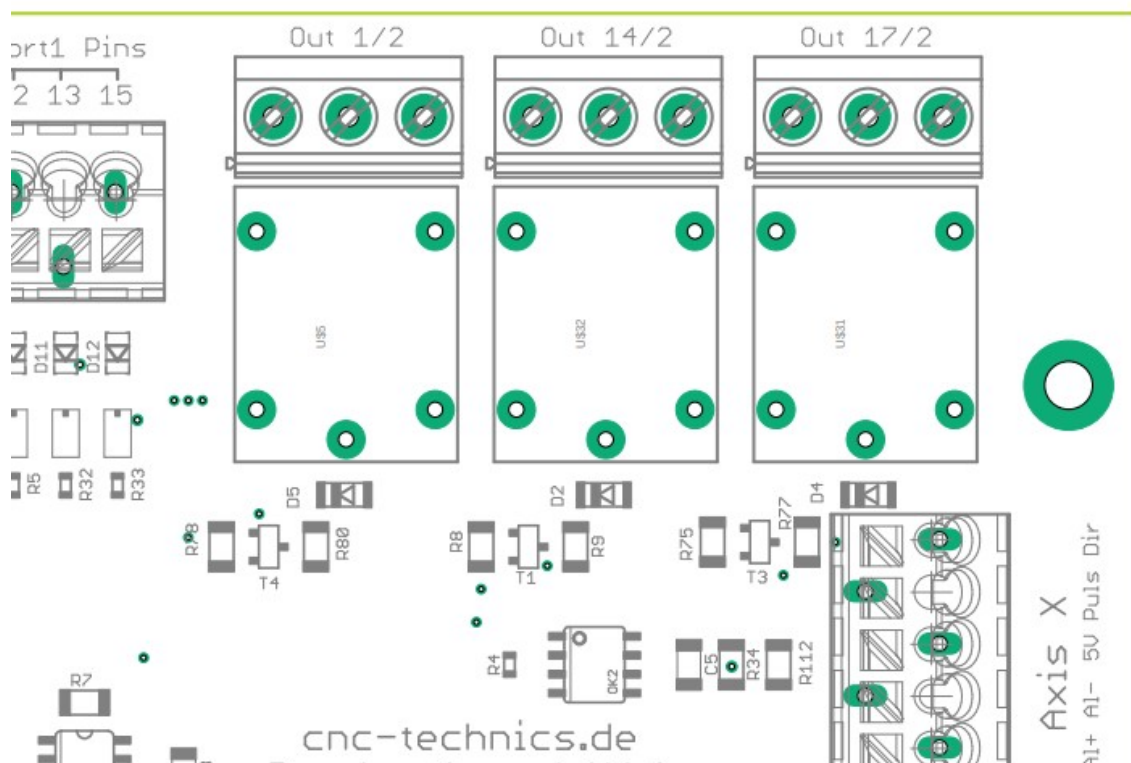 Out 1/2
Out 14/2
Out 17/2
ort1 Pins
2 13 15
U$5
U$32
U$31
D11
D12
R5
R32
R33
D5
D2
D4
R78
R80
R8
R9
R75
R77
T4
T1
T3
R4
OK2
C5
R34
R112
R7
cnc-technics.de
Axis X
A1+ A1- 5V Puls Dir